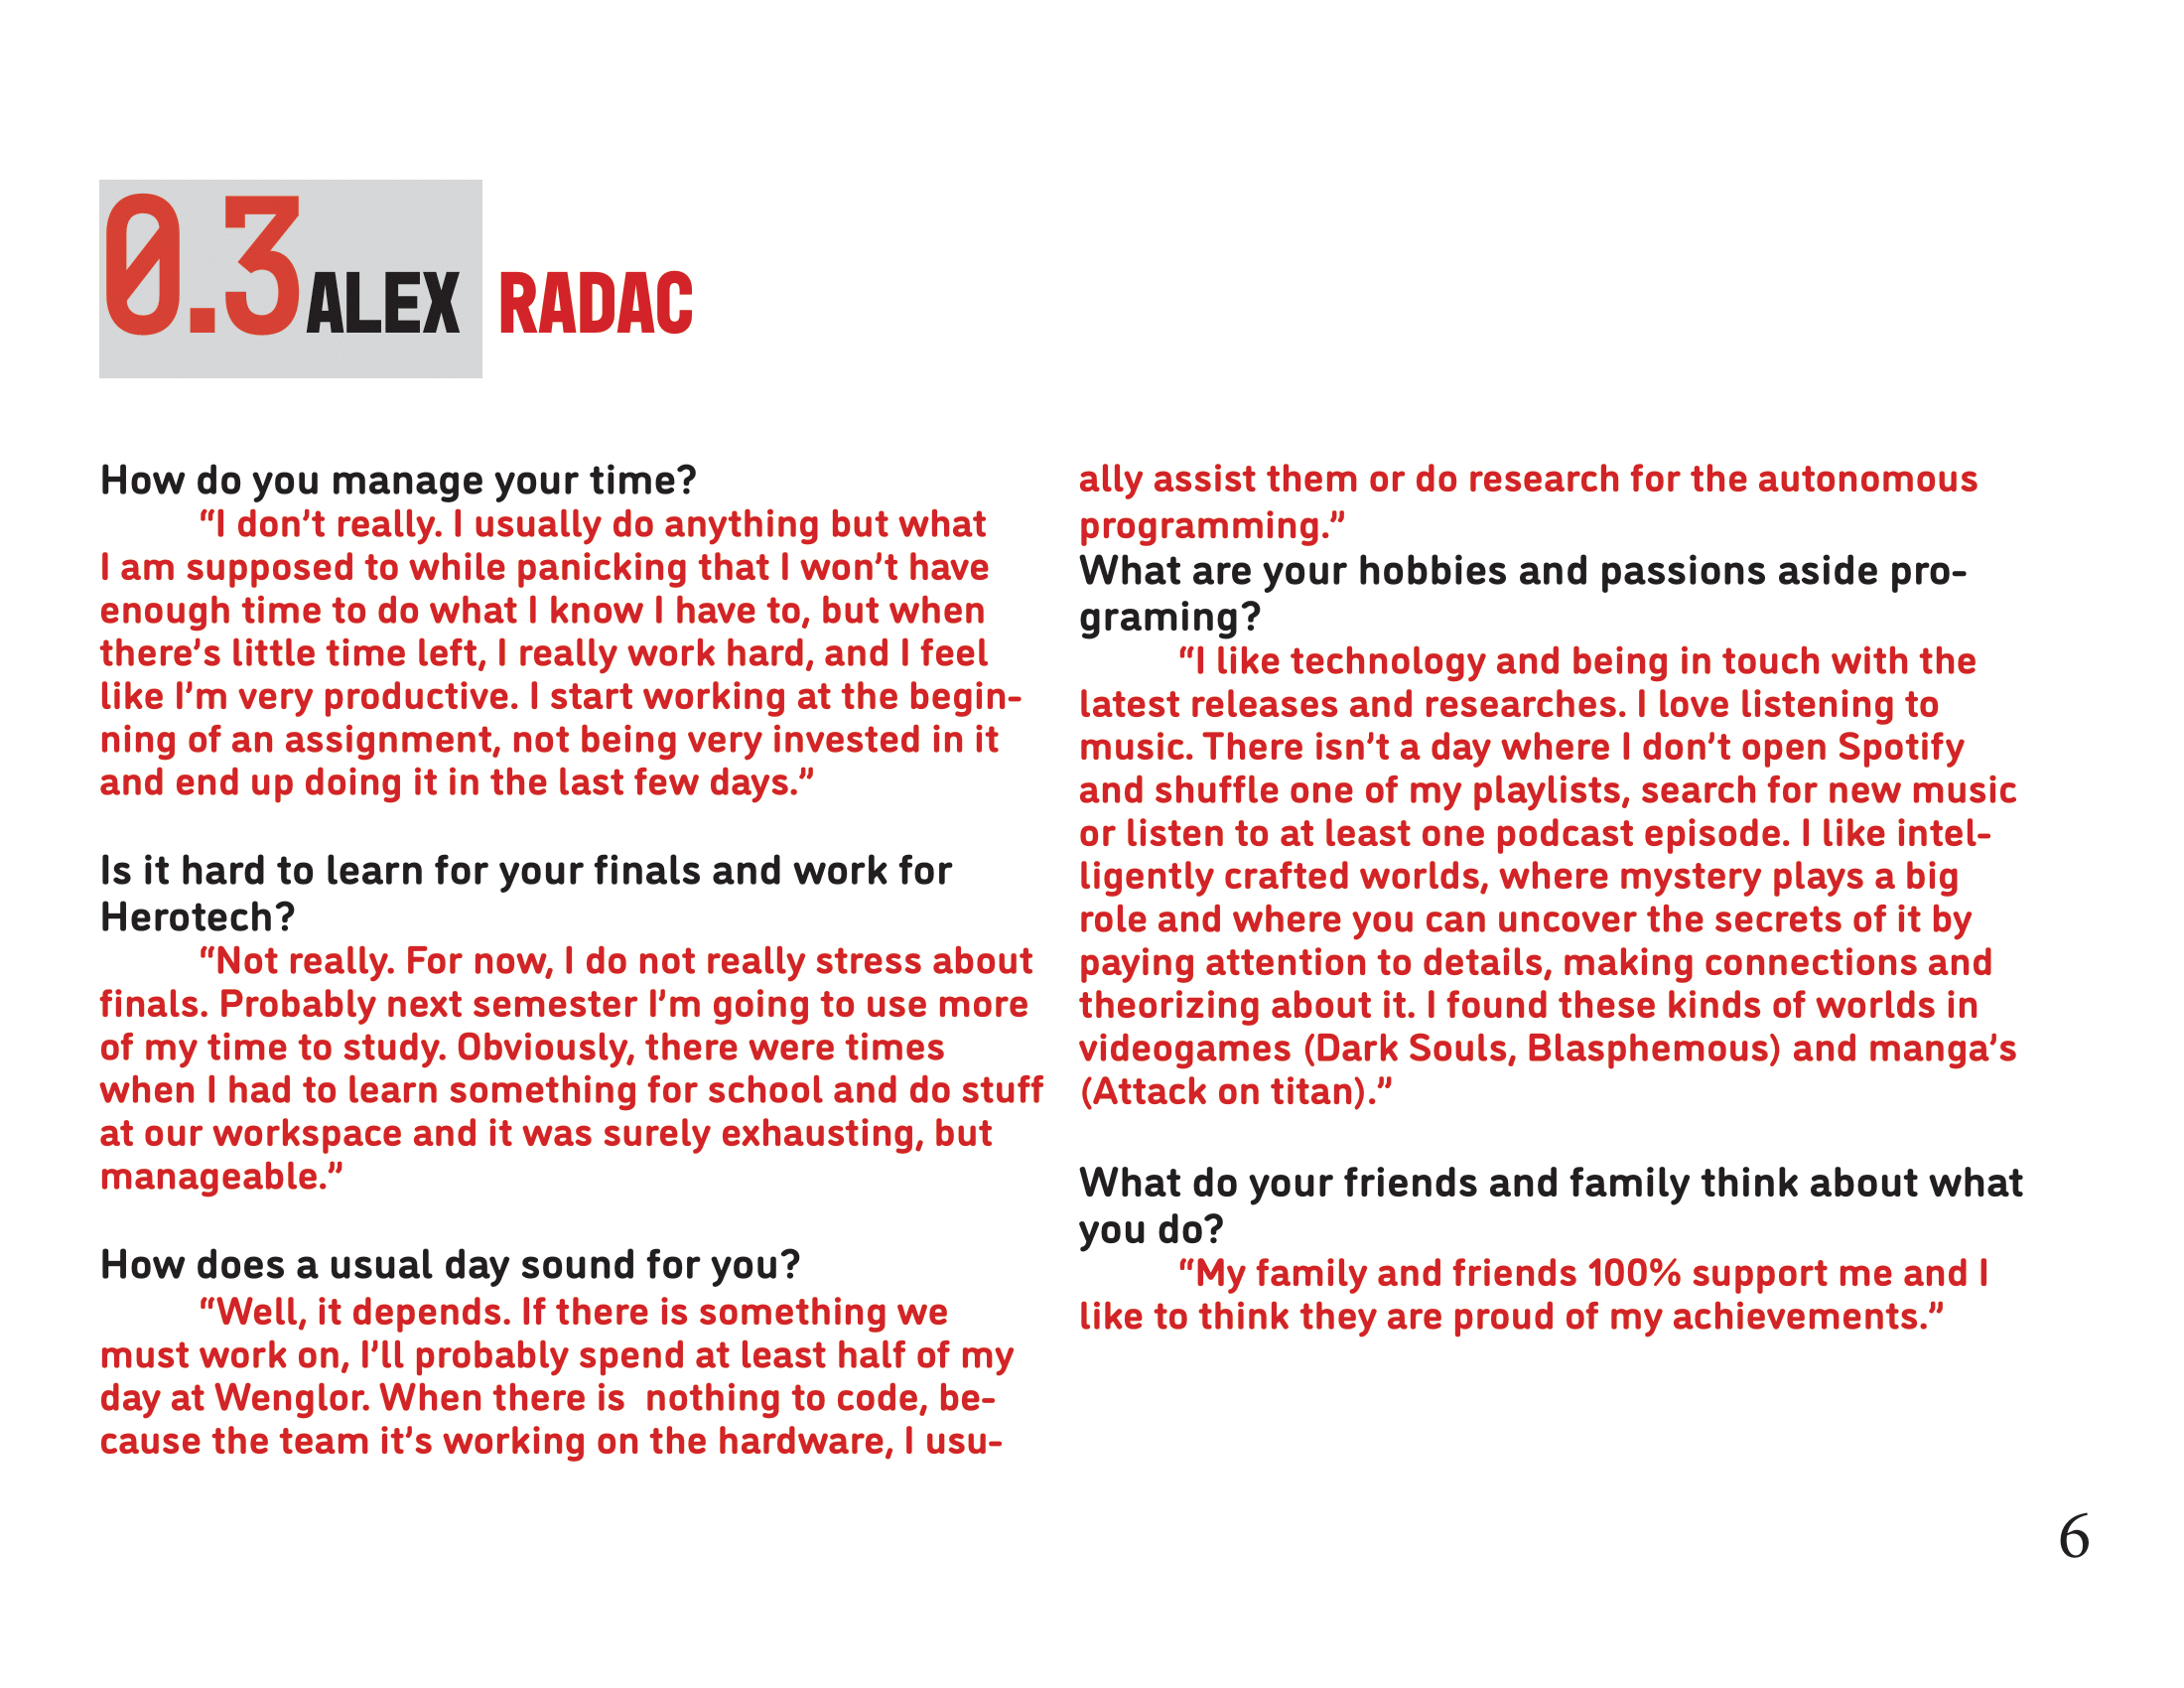 0.3 ALEX RADAC
How do you manage your time?
“I don’t really. I usually do anything but what
I am supposed to while panicking that I won’t have
enough time to do what I know I have to, but when
there’s little time left, I really work hard, and I feel
like I’m very productive. I start working at the begin-
ning of an assignment, not being very invested in it
and end up doing it in the last few days.”
Is it hard to learn for your finals and work for
Herotech?
“Not really. For now, I do not really stress about
finals. Probably next semester I’m going to use more
of my time to study. Obviously, there were times
when I had to learn something for school and do stuff
at our workspace and it was surely exhausting, but
manageable.”
How does a usual day sound for you?
“Well, it depends. If there is something we
must work on, I’ll probably spend at least half of my
day at Wenglor. When there is  nothing to code, be-
cause the team it’s working on the hardware, I usu-
ally assist them or do research for the autonomous
programming.”
What are your hobbies and passions aside pro-
graming?
“I like technology and being in touch with the
latest releases and researches. I love listening to
music. There isn’t a day where I don’t open Spotify
and shuffle one of my playlists, search for new music
or listen to at least one podcast episode. I like intel-
ligently crafted worlds, where mystery plays a big
role and where you can uncover the secrets of it by
paying attention to details, making connections and
theorizing about it. I found these kinds of worlds in
videogames (Dark Souls, Blasphemous) and manga’s
(Attack on titan).”
What do your friends and family think about what
you do?
“My family and friends 100% support me and I
like to think they are proud of my achievements.”
6